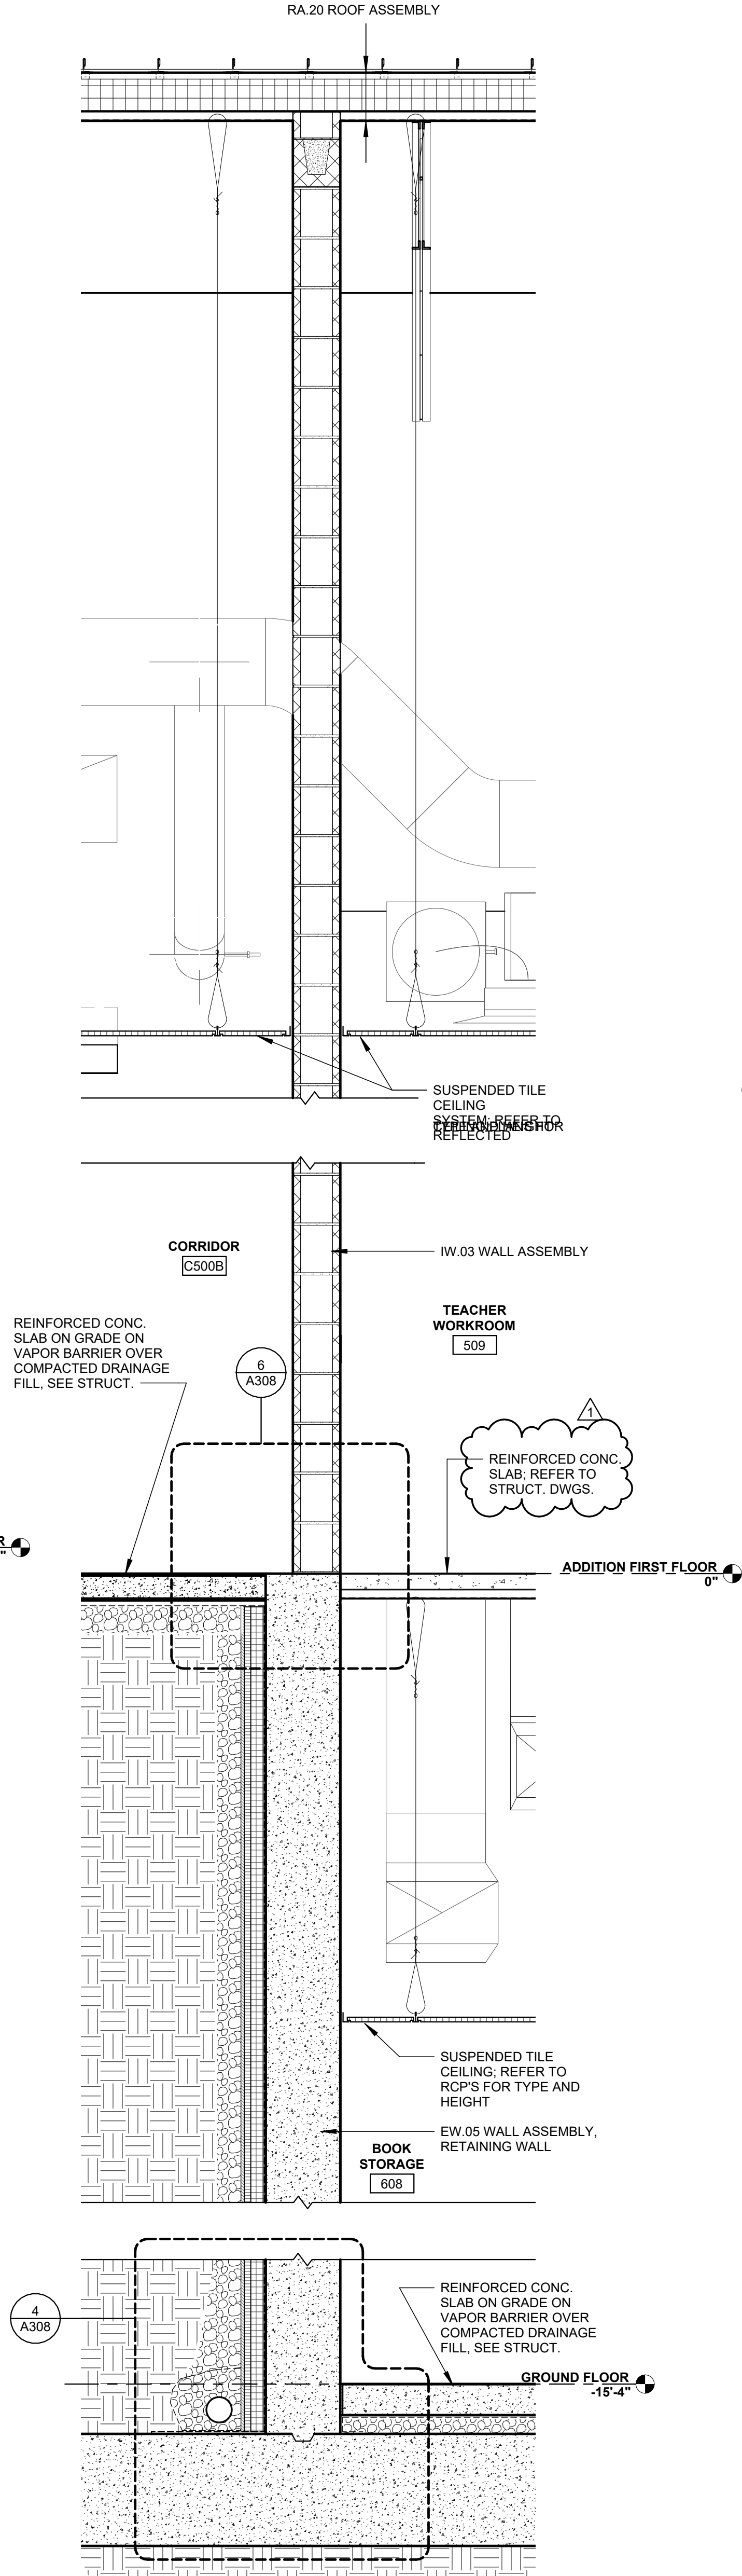 RA.20 ROOF ASSEMBLY
SUSPENDED TILE
CEILING
SYSTEM; REFER TO
REFLECTED
IW.03 WALL ASSEMBLY
CORRIDOR
C500B
TEACHER
WORKROOM
509
REINFORCED CONC.
SLAB ON GRADE ON
VAPOR BARRIER OVER
COMPACTED DRAINAGE
FILL, SEE STRUCT.
6
A308
1
REINFORCED CONC.
SLAB; REFER TO
STRUCT. DWGS.
ADDITION FIRST FLOOR
0"
SUSPENDED TILE
CEILING; REFER TO
RCP'S FOR TYPE AND
HEIGHT
EW.05 WALL ASSEMBLY,
RETAINING WALL
BOOK
STORAGE
608
4
A308
REINFORCED CONC.
SLAB ON GRADE ON
VAPOR BARRIER OVER
COMPACTED DRAINAGE
FILL, SEE STRUCT.
GROUND FLOOR
-15'-4"